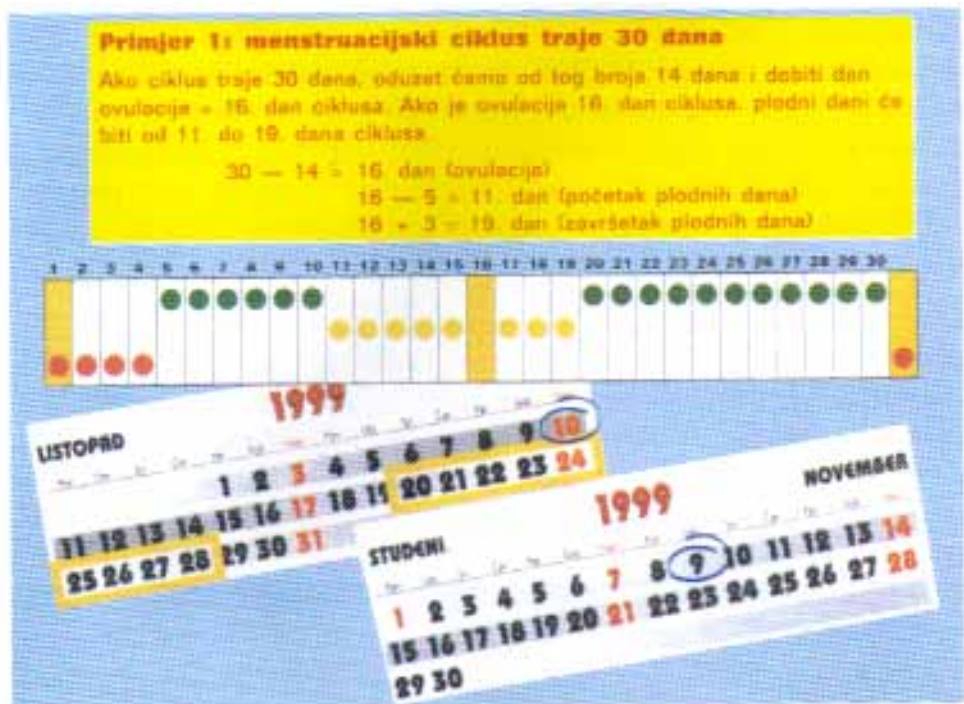 Primjer 1: menstruacijski ciklus traje 30 dana
Ako ciklus traje 30 dana, oduzet ćemo od tog broja 14 dana i dobiti dan
ovulacije = 16. dan ciklusa. Ako je ovulacija 16. dan ciklusa, plodni dani će
biti od 11. do 19. dana ciklusa.
30 — 14 = 16. dan (ovulacija)
16 — 5 = 11. dan (početak plodnih dana)
16 + 3 = 19. dan (završetak plodnih dana)
1 2 3 4 5 6 7 8 9 10 11 12 13 14 15 16 17 18 19 20 21 22 23 24 25 26 27 28 29 30
LISTOPAD 1999
1 2 3 4 5 6 7 8 9 10
11 12 13 14 15 16 17 18 19 20 21 22 23 24
25 26 27 28 29 30 31
STUDENI 1999 NOVEMBER
1 2 3 4 5 6 7 8 9 10 11 12 13 14
15 16 17 18 19 20 21 22 23 24 25 26 27 28
29 30